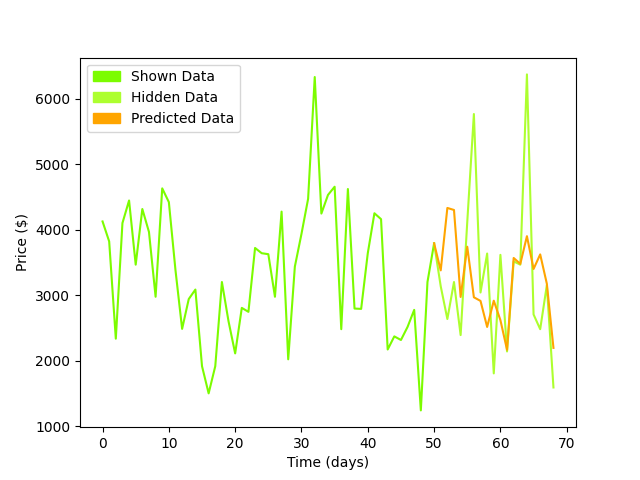 Shown Data
Hidden Data
Predicted Data
Price ($)
6000
5000
4000
3000
2000
1000
0 10 20 30 40 50 60 70
Time (days)